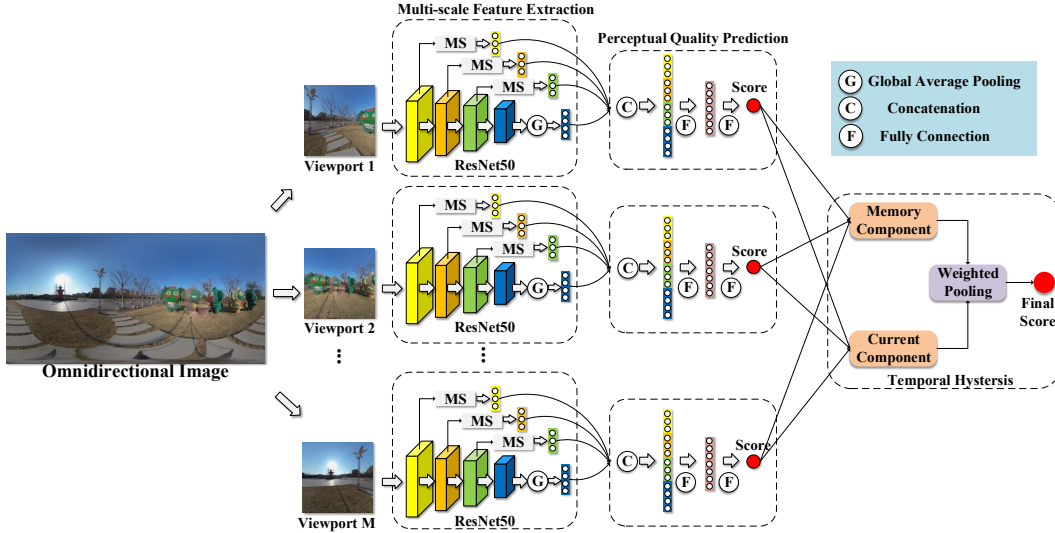 Multi-scale Feature Extraction
MS
MS
MS
G
ResNet50
Viewport 1
Perceptual Quality Prediction
C
F
F
Score
G Global Average Pooling
C Concatenation
F Fully Connection
MS
MS
MS
G
ResNet50
Viewport 2
C
F
F
Score
Omnidirectional Image
MS
MS
MS
G
ResNet50
Viewport M
C
F
F
Score
Memory
Component
Weighted
Pooling
Final
Score
Current
Component
Temporal Hystersis